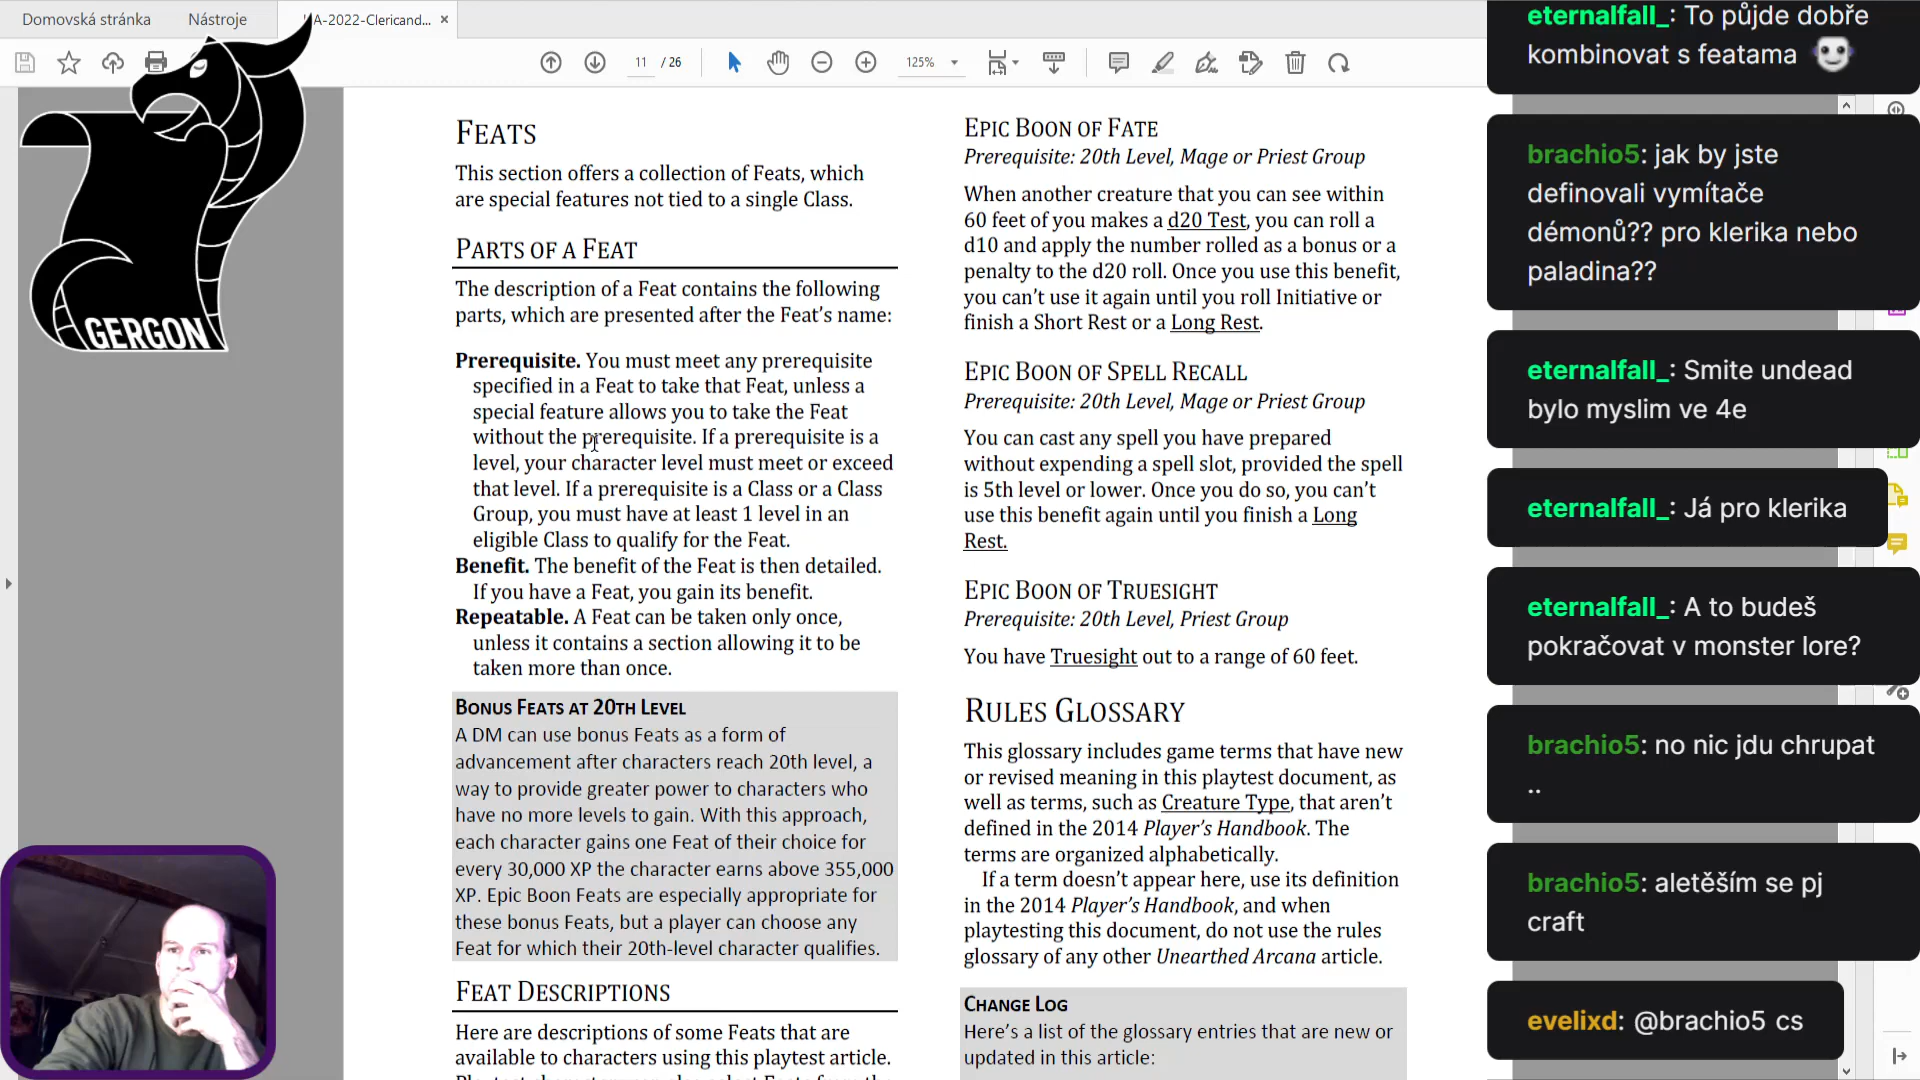 Domovská stránka
Nástroje
A-2022-Clericand...
11 / 26
125%
GERGON
FEATS
This section offers a collection of Feats, which
are special features not tied to a single Class.
PARTS OF A FEAT
The description of a Feat contains the following
parts, which are presented after the Feat's name:
Prerequisite. You must meet any prerequisite
specified in a Feat to take that Feat, unless a
special feature allows you to take the Feat
without the prerequisite. If a prerequisite is a
level, your character level must meet or exceed
that level. If a prerequisite is a Class or a Class
Group, you must have at least 1 level in an
eligible Class to qualify for the Feat.
Benefit. The benefit of the Feat is then detailed.
If you have a Feat, you gain its benefit.
Repeatable. A Feat can be taken only once,
unless it contains a section allowing it to be
taken more than once.
BONUS FEATS AT 20TH LEVEL
A DM can use bonus Feats as a form of
advancement after characters reach 20th level, a
way to provide greater power to characters who
have no more levels to gain. With this approach,
each character gains one Feat of their choice for
every 30,000 XP the character earns above 355,000
XP. Epic Boon Feats are especially appropriate for
these bonus Feats, but a player can choose any
Feat for which their 20th-level character qualifies.
FEAT DESCRIPTIONS
Here are descriptions of some Feats that are
available to characters using this playtest article.
EPIC BOON OF FATE
Prerequisite: 20th Level, Mage or Priest Group
When another creature that you can see within
60 feet of you makes a d20 Test, you can roll a
d10 and apply the number rolled as a bonus or a
penalty to the d20 roll. Once you use this benefit,
you can't use it again until you roll Initiative or
finish a Short Rest or a Long Rest.
EPIC BOON OF SPELL RECALL
Prerequisite: 20th Level, Mage or Priest Group
You can cast any spell you have prepared
without expending a spell slot, provided the spell
is 5th level or lower. Once you do so, you can't
use this benefit again until you finish a Long
Rest.
EPIC BOON OF TRUESIGHT
Prerequisite: 20th Level, Priest Group
You have Truesight out to a range of 60 feet.
RULES GLOSSARY
This glossary includes game terms that have new
or revised meaning in this playtest document, as
well as terms, such as Creature Type, that aren't
defined in the 2014 Player's Handbook. The
terms are organized alphabetically.
If a term doesn't appear here, use its definition
in the 2014 Player's Handbook, and when
playtesting this document, do not use the rules
glossary of any other Unearthed Arcana article.
CHANGE LOG
Here's a list of the glossary entries that are new or
updated in this article:
eternalfall_: To půjde dobře
kombinovat s featama
brachio5: jak by jste
definovali vymítače
démonů?? pro klerika nebo
paladina??
eternalfall_: Smite undead
bylo myslim ve 4e
eternalfall_: Já pro klerika
eternalfall_: A to budeš
pokračovat v monster lore?
brachio5: no nic jdu chrupat
..
brachio5: aletěším se pj
craft
evelixd: @brachio5 cs